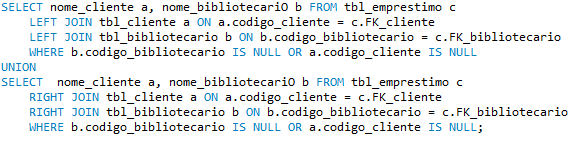 SELECT nome_cliente a, nome_bibliotecariO b FROM tbl_emprestimo c
LEFT JOIN tbl_cliente a ON a.codigo_cliente = c.FK_cliente
LEFT JOIN tbl_bibliotecario b ON b.codigo_bibliotecario = c.FK_bibliotecario
WHERE b.codigo_bibliotecario IS NULL OR a.codigo_cliente IS NULL
UNION
SELECT  nome_cliente a, nome_bibliotecariO b FROM tbl_emprestimo c
RIGHT JOIN tbl_cliente a ON a.codigo_cliente = c.FK_cliente
RIGHT JOIN tbl_bibliotecario b ON b.codigo_bibliotecario = c.FK_bibliotecario
WHERE b.codigo_bibliotecario IS NULL OR a.codigo_cliente IS NULL;